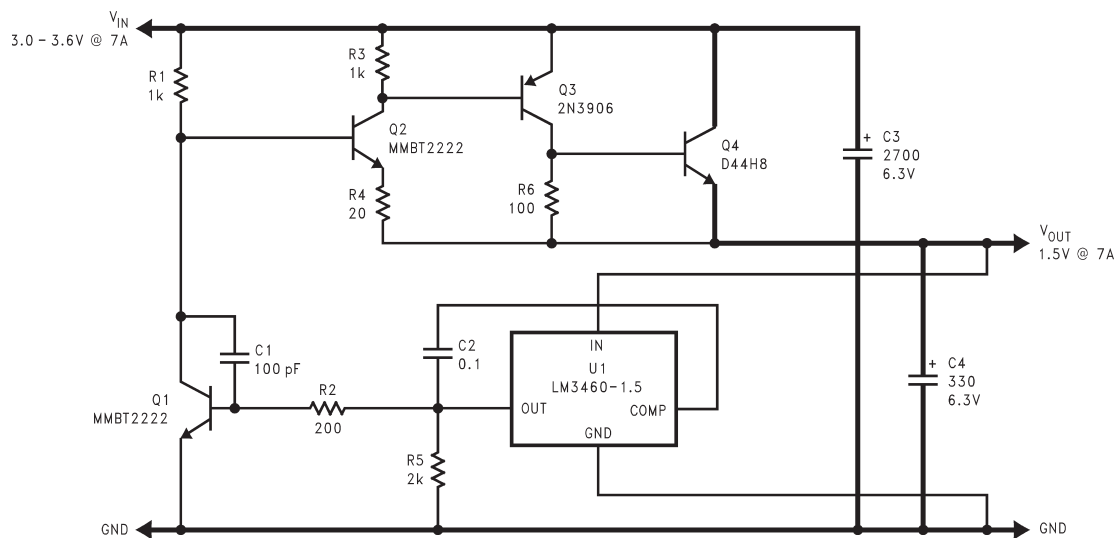 VIN
3.0 – 3.6V @ 7A
R1
1k
R3
1k
Q2
MMBT2222
R4
20
Q3
2N3906
R6
100
Q4
D44H8
+ C3
2700
6.3V
VOUT
1.5V @ 7A
C1
100 pF
C2
0.1
IN
U1
LM3460-1.5
OUT
COMP
GND
+ C4
330
6.3V
Q1
MMBT2222
R2
200
R5
2k
GND
GND